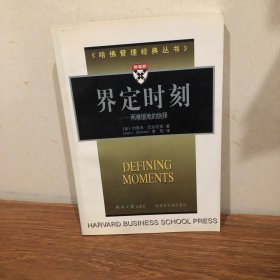 《哈佛管理经典丛书》
界定时刻
——两难境地的抉择
DEFINING
MOMENTS
HARVARD BUSINESS SCHOOL PRESS